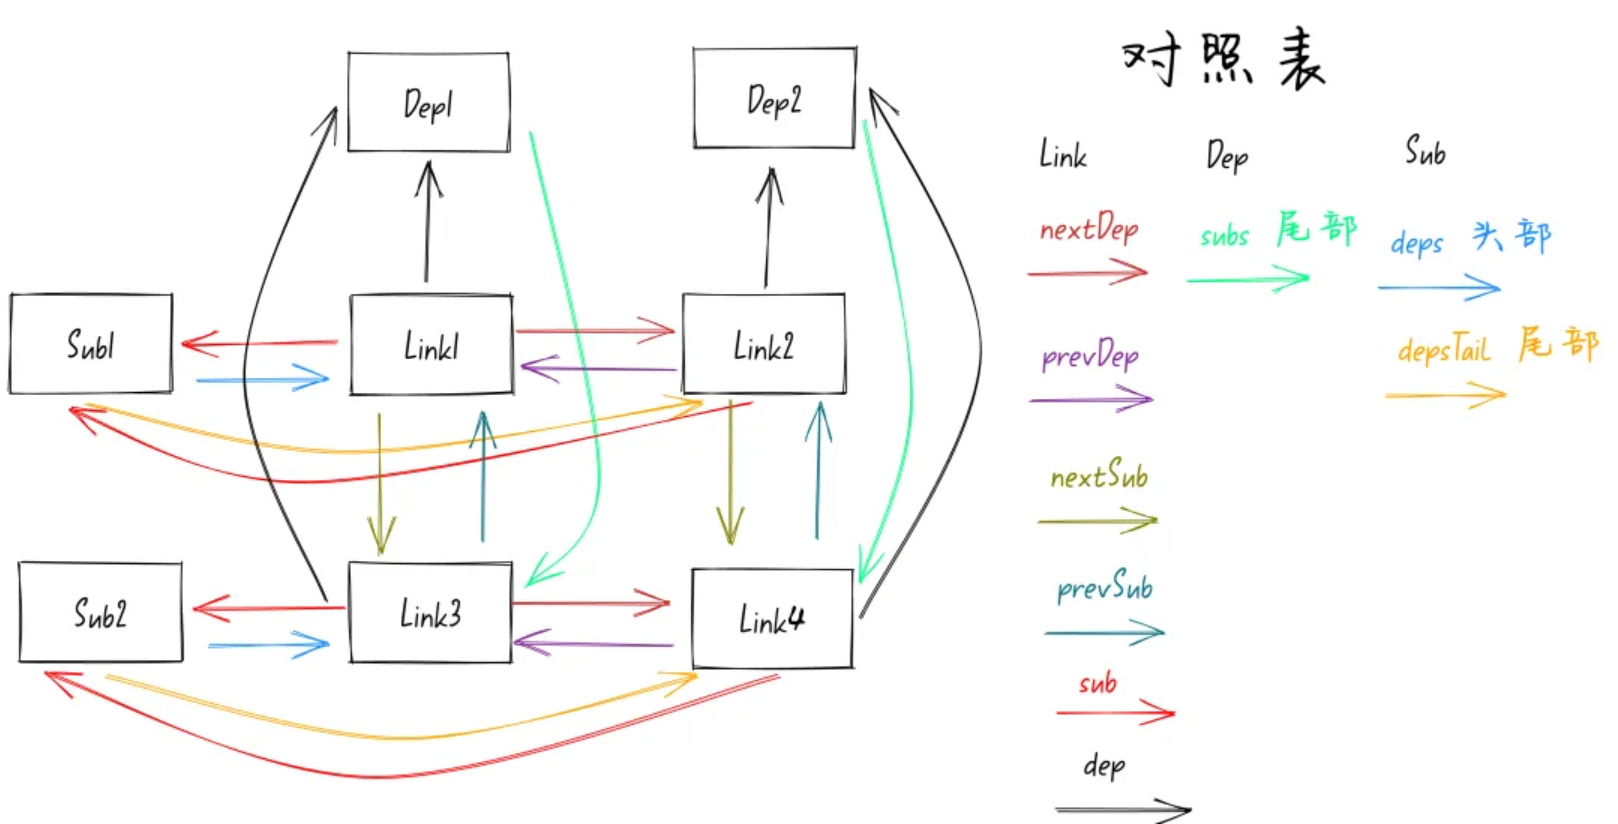 Dep1
Dep2
Sub1
Link1
Link2
Sub2
Link3
Link4
对照表
Link
Dep
Sub
nextDep
subs 尾部
deps 头部
prevDep
depsTail 尾部
nextSub
prevSub
sub
dep